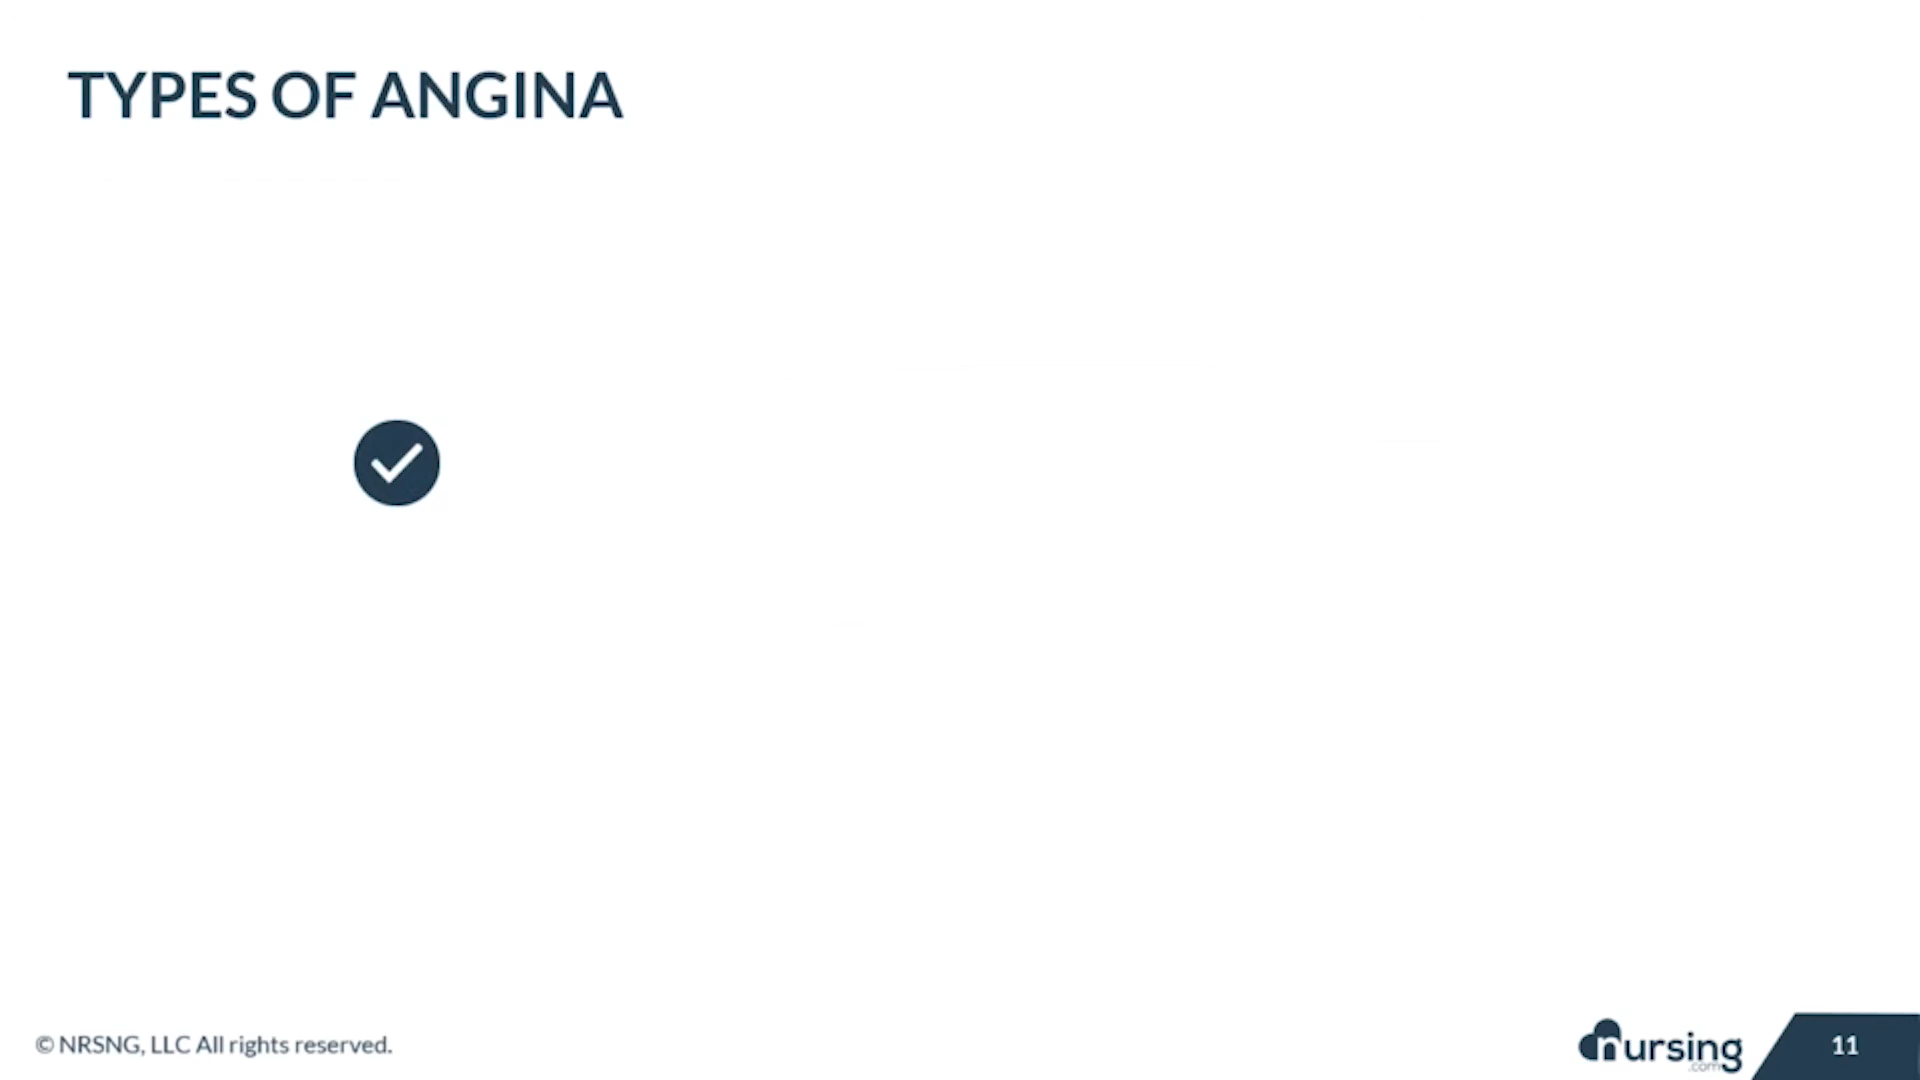 TYPES OF ANGINA
© NRSNG, LLC All rights reserved.
nursing
.com
11